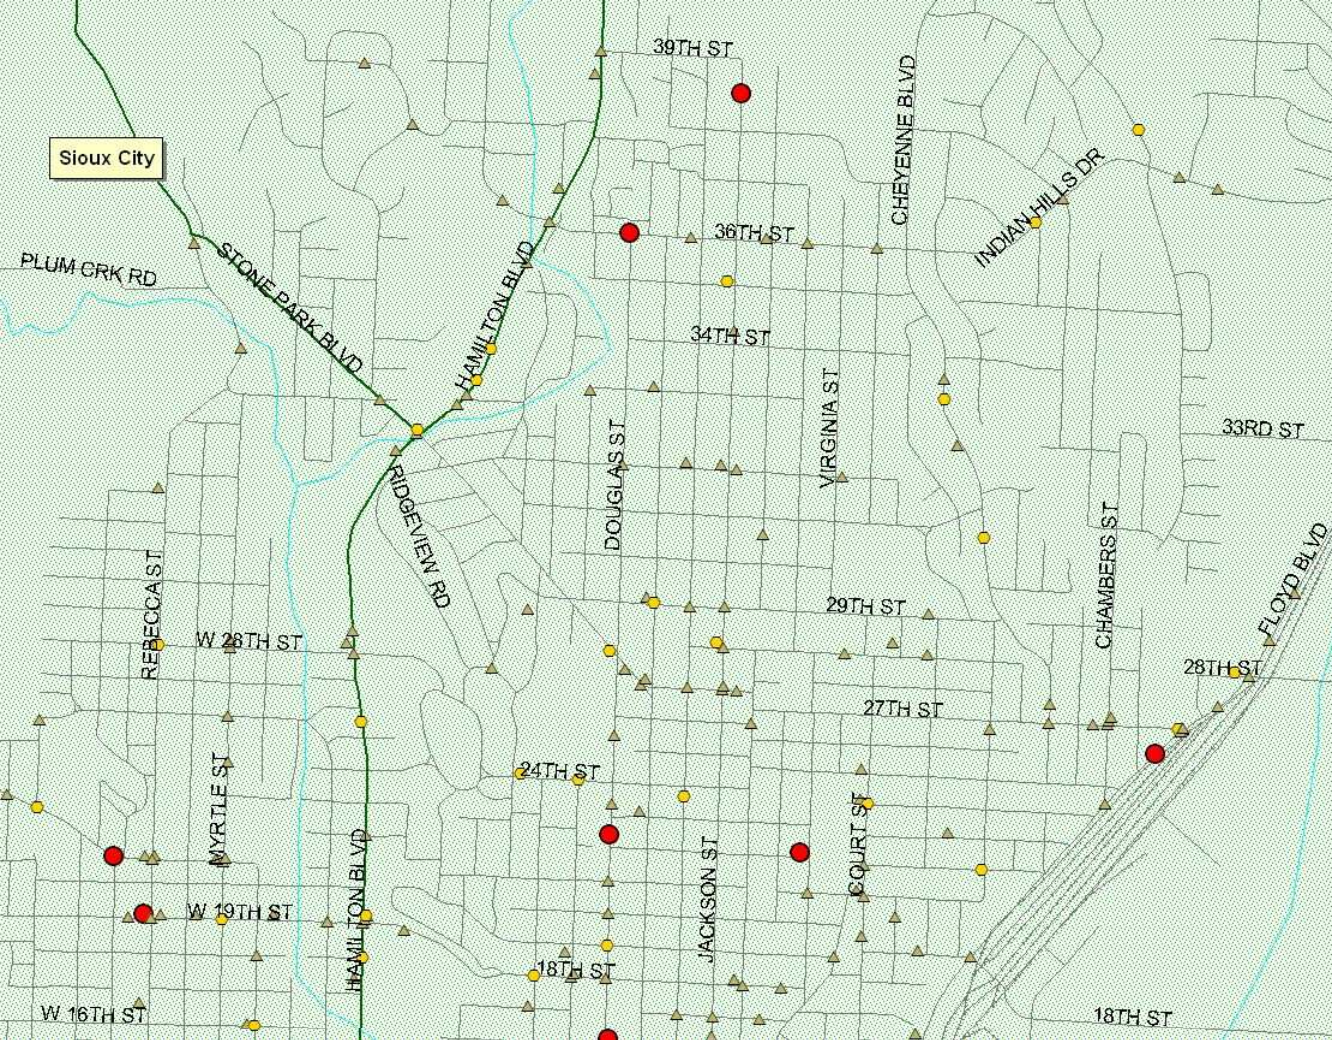 39TH ST
CHEYENNE BLVD
Sioux City
INDIAN HILLS DR
36TH ST
STONE PARK BLVD
PLUM CRK RD
HAMILTON BLVD
34TH ST
VIRGINIA ST
DOUGLAS ST
33RD ST
RIDGEVIEW RD
CHAMBERS ST
FLOYD BLVD
REBECCA ST
29TH ST
W 28TH ST
28TH ST
27TH ST
24TH ST
MYRTLE ST
COURT ST
HAMILTON BLVD
JACKSON ST
W 19TH ST
18TH ST
W 16TH ST
18TH ST